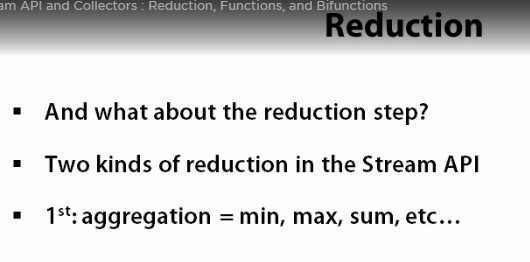 am API and Collectors : Reduction, Functions, and Bifunctions
Reduction
▪ And what about the reduction step?
▪ Two kinds of reduction in the Stream API
▪ 1st: aggregation = min, max, sum, etc...